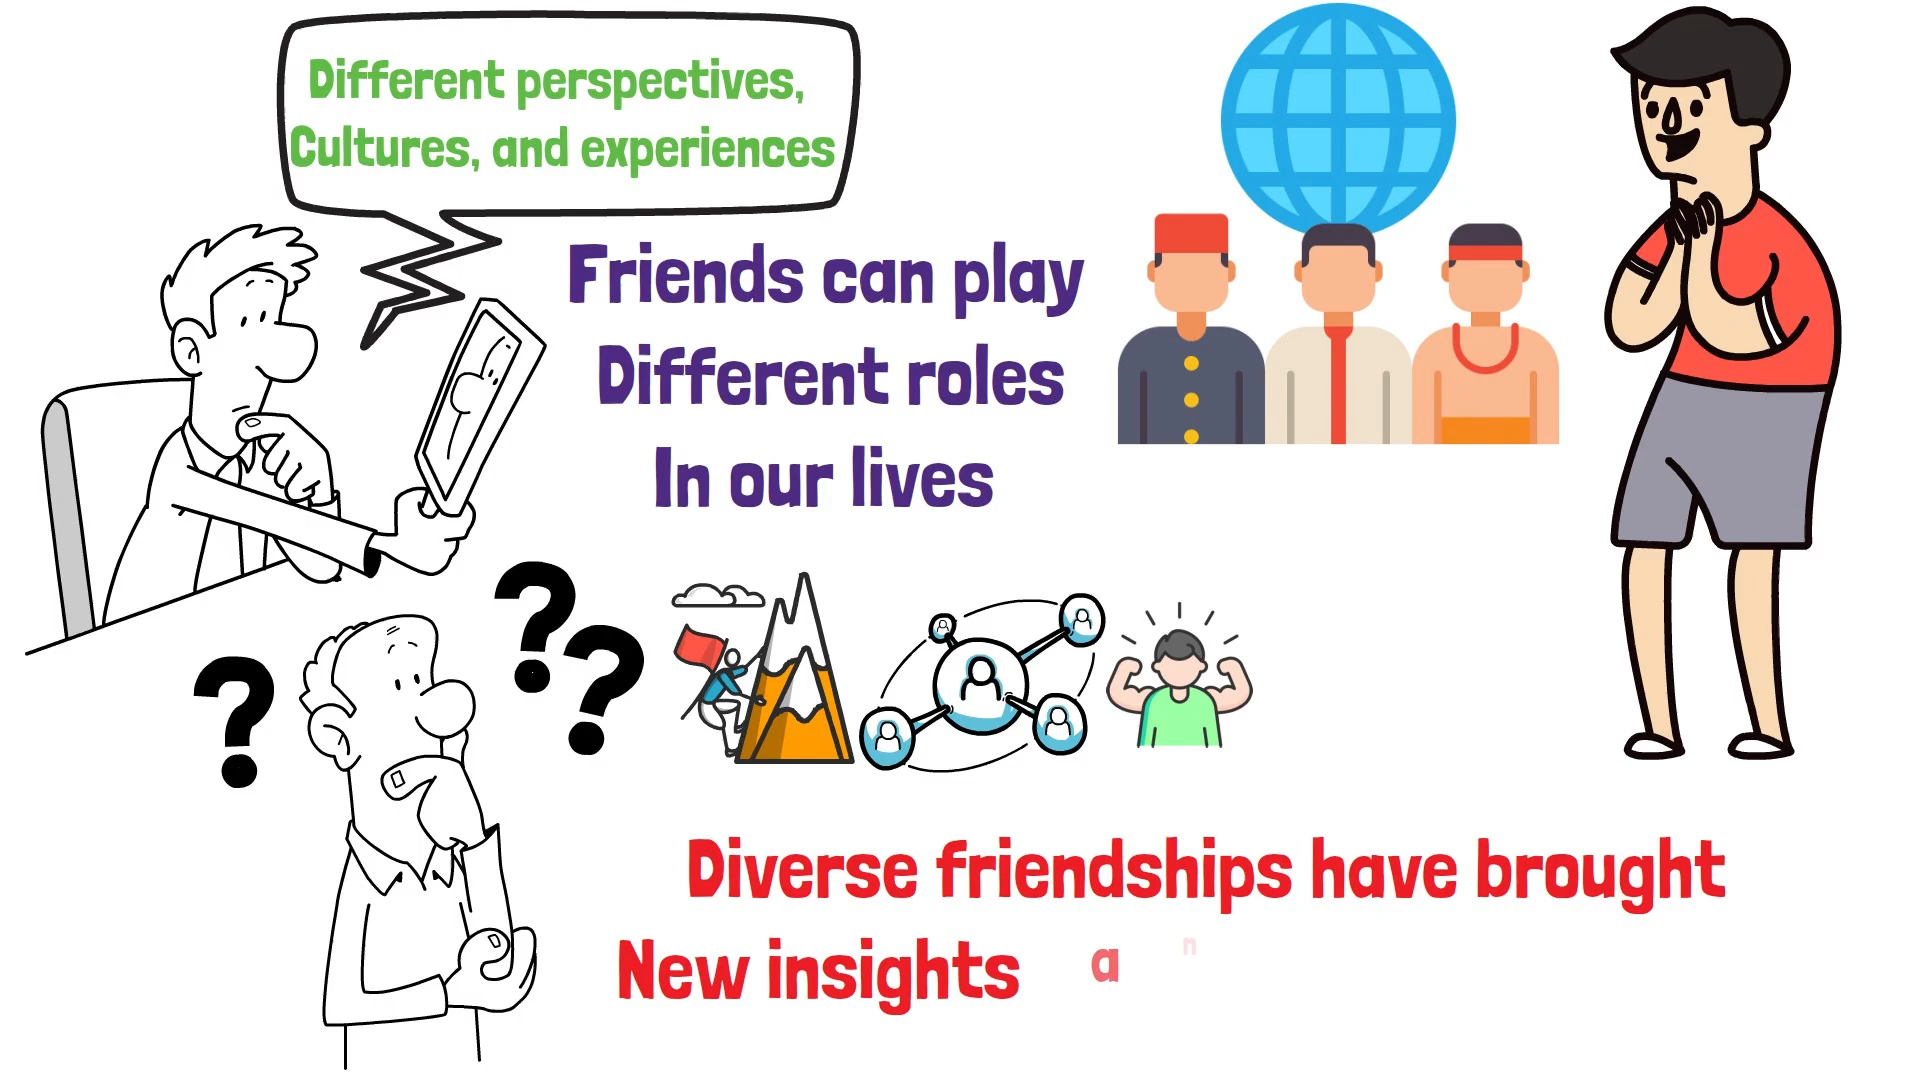 Different perspectives,
Cultures, and experiences
Friends can play
Different roles
In our lives
? ? ?
Diverse friendships have brought
New insights a n